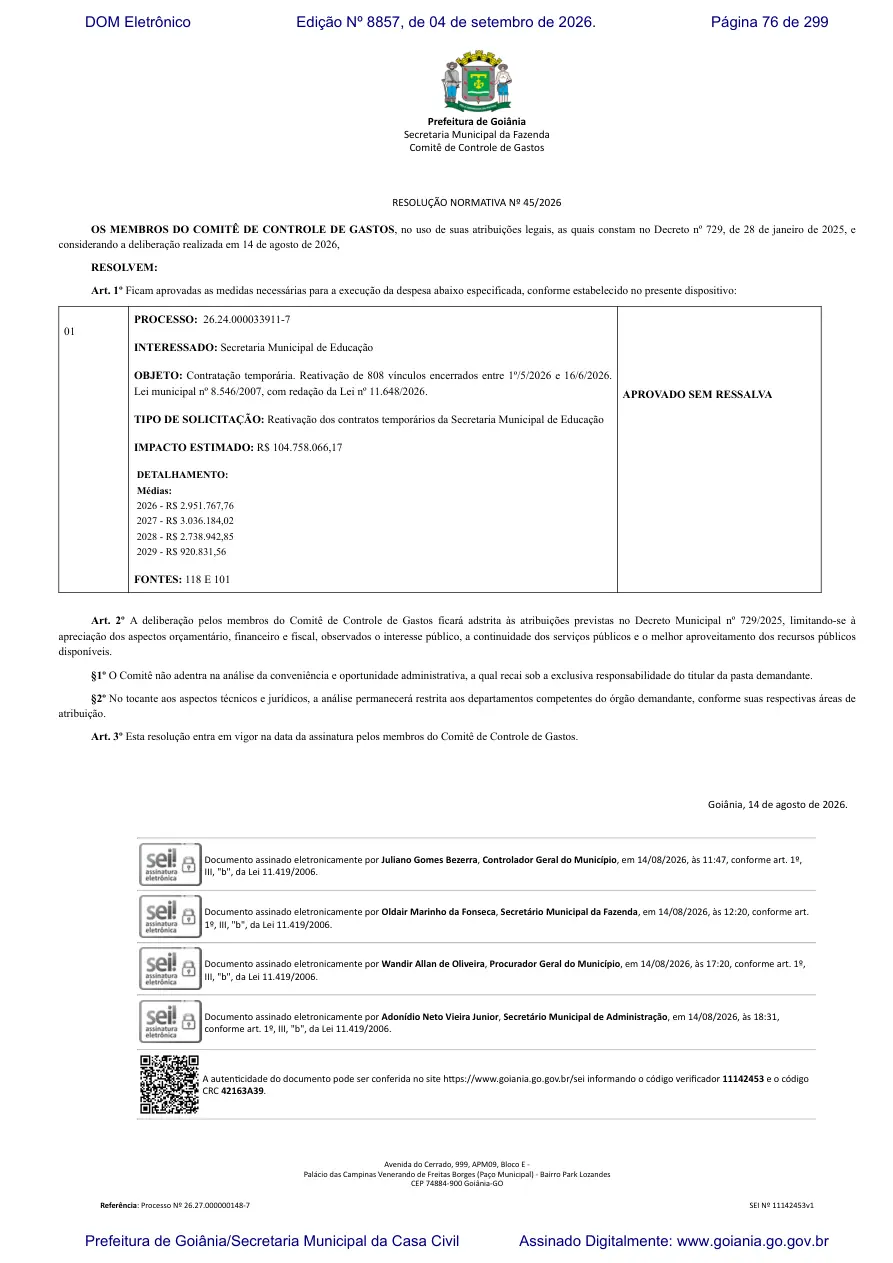 DOM Eletrônico Edição Nº 8857, de 04 de setembro de 2026. Página 76 de 299
Prefeitura de Goiânia
Secretaria Municipal da Fazenda
Comitê de Controle de Gastos
RESOLUÇÃO NORMATIVA Nº 45/2026
OS MEMBROS DO COMITÊ DE CONTROLE DE GASTOS, no uso de suas atribuições legais, as quais constam no Decreto nº 729, de 28 de janeiro de 2025, e
considerando a deliberação realizada em 14 de agosto de 2026,
RESOLVEM:
Art. 1º Ficam aprovadas as medidas necessárias para a execução da despesa abaixo especificada, conforme estabelecido no presente dispositivo:
01
PROCESSO: 26.24.000033911-7
INTERESSADO: Secretaria Municipal de Educação
OBJETO: Contratação temporária. Reativação de 808 vínculos encerrados entre 1º/5/2026 e 16/6/2026.
Lei municipal nº 8.546/2007, com redação da Lei nº 11.648/2026.
TIPO DE SOLICITAÇÃO: Reativação dos contratos temporários da Secretaria Municipal de Educação
IMPACTO ESTIMADO: R$ 104.758.066,17
DETALHAMENTO:
Médias:
2026 - R$ 2.951.767,76
2027 - R$ 3.036.184,02
2028 - R$ 2.738.942,85
2029 - R$ 920.831,56
FONTES: 118 E 101
APROVADO SEM RESSALVA
Art. 2º A deliberação pelos membros do Comitê de Controle de Gastos ficará adstrita às atribuições previstas no Decreto Municipal nº 729/2025, limitando-se à
apreciação dos aspectos orçamentário, financeiro e fiscal, observados o interesse público, a continuidade dos serviços públicos e o melhor aproveitamento dos recursos públicos
disponíveis.
§1º O Comitê não adentra na análise da conveniência e oportunidade administrativa, a qual recai sob a exclusiva responsabilidade do titular da pasta demandante.
§2º No tocante aos aspectos técnicos e jurídicos, a análise permanecerá restrita aos departamentos competentes do órgão demandante, conforme suas respectivas áreas de
atribuição.
Art. 3º Esta resolução entra em vigor na data da assinatura pelos membros do Comitê de Controle de Gastos.
Goiânia, 14 de agosto de 2026.
sei!
assinatura
eletrônica
Documento assinado eletronicamente por Juliano Gomes Bezerra, Controlador Geral do Município, em 14/08/2026, às 11:47, conforme art. 1º,
III, "b", da Lei 11.419/2006.
sei!
assinatura
eletrônica
Documento assinado eletronicamente por Oldair Marinho da Fonseca, Secretário Municipal da Fazenda, em 14/08/2026, às 12:20, conforme art.
1º, III, "b", da Lei 11.419/2006.
sei!
assinatura
eletrônica
Documento assinado eletronicamente por Wandir Allan de Oliveira, Procurador Geral do Município, em 14/08/2026, às 17:20, conforme art. 1º,
III, "b", da Lei 11.419/2006.
sei!
assinatura
eletrônica
Documento assinado eletronicamente por Adonídio Neto Vieira Junior, Secretário Municipal de Administração, em 14/08/2026, às 18:31,
conforme art. 1º, III, "b", da Lei 11.419/2006.
A autenticidade do documento pode ser conferida no site https://www.goiania.go.gov.br/sei informando o código verificador 11142453 e o código
CRC 42163A39.
Avenida do Cerrado, 999, APM09, Bloco E -
Palácio das Campinas Venerando de Freitas Borges (Paço Municipal) - Bairro Park Lozandes
CEP 74884-900 Goiânia-GO
Referência: Processo Nº 26.27.000000148-7 SEI Nº 11142453v1
Prefeitura de Goiânia/Secretaria Municipal da Casa Civil Assinado Digitalmente: www.goiania.go.gov.br